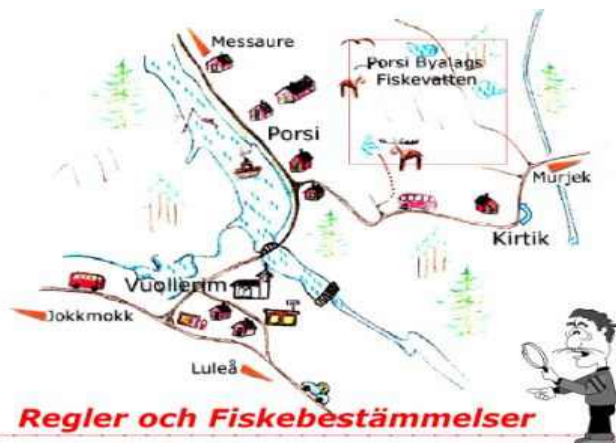 Messaure
Porsi Byalags
Fiskevatten
Porsi
Murjek
Kirtik
Vuollerim
Jokkmokk
Luleå
Regler och Fiskebestämmelser